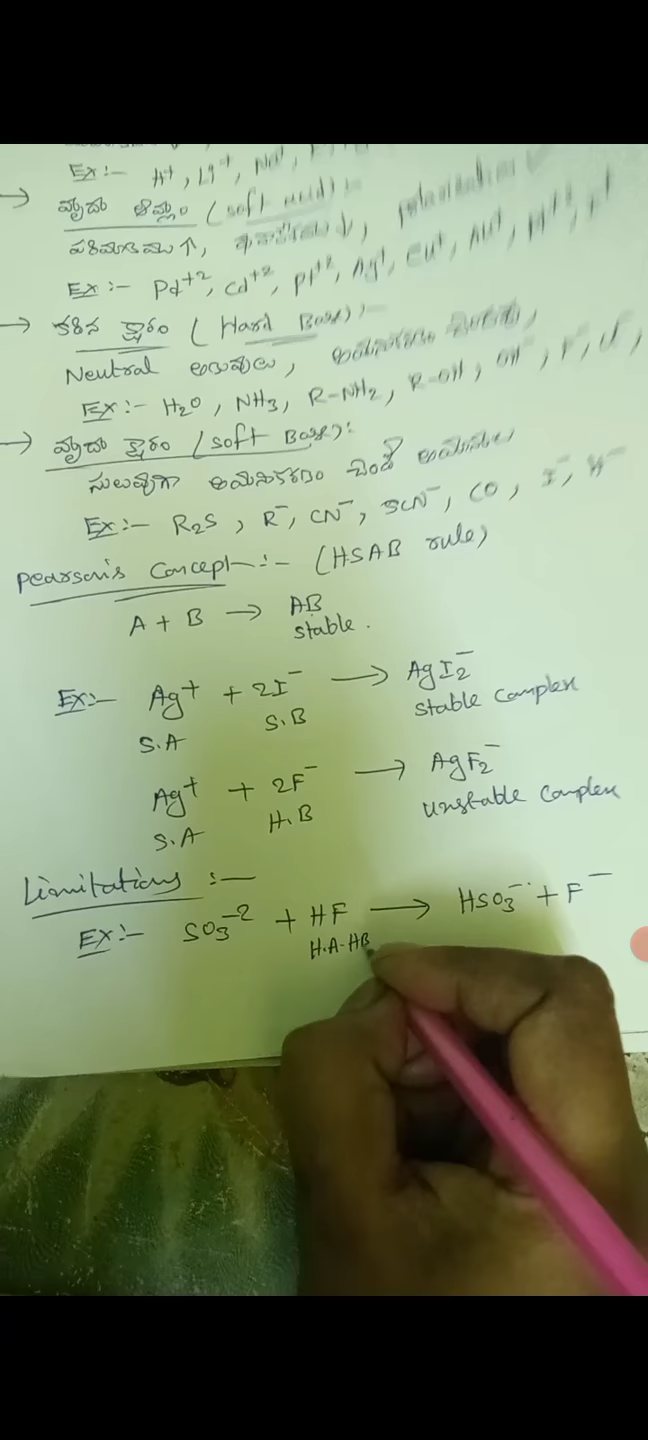 Ex:- H⁺, Li⁺, Na⁺,
→ మృదు ఆమ్లం (soft acid):-
పరిమాణము ↑, ↓,
Ex:- Pd⁺², Cd⁺², Pt⁺², Ag⁺, Cu⁺, Au⁺,
→ కఠిన క్షారం (Hard Base):-
Neutral అణువులు,
Ex:- H₂O, NH₃, R-NH₂, R-OH, OH⁻, F⁻,
→ మృదు క్షారం (soft Base):
సులువుగా చెందే
Ex:- R₂S, R⁻, CN⁻, SCN⁻, CO, I⁻, H⁻
Pearson's Concept:- (HSAB rule)
A + B → AB
stable.
Ex:- Ag⁺ + 2I⁻ → AgI₂⁻
S.A S.B stable complex
Ag⁺ + 2F⁻ → AgF₂⁻
S.A H.B unstable complex
Limitations :-
Ex:- SO₃⁻² + HF → HSO₃⁻ + F⁻
H.A-HB